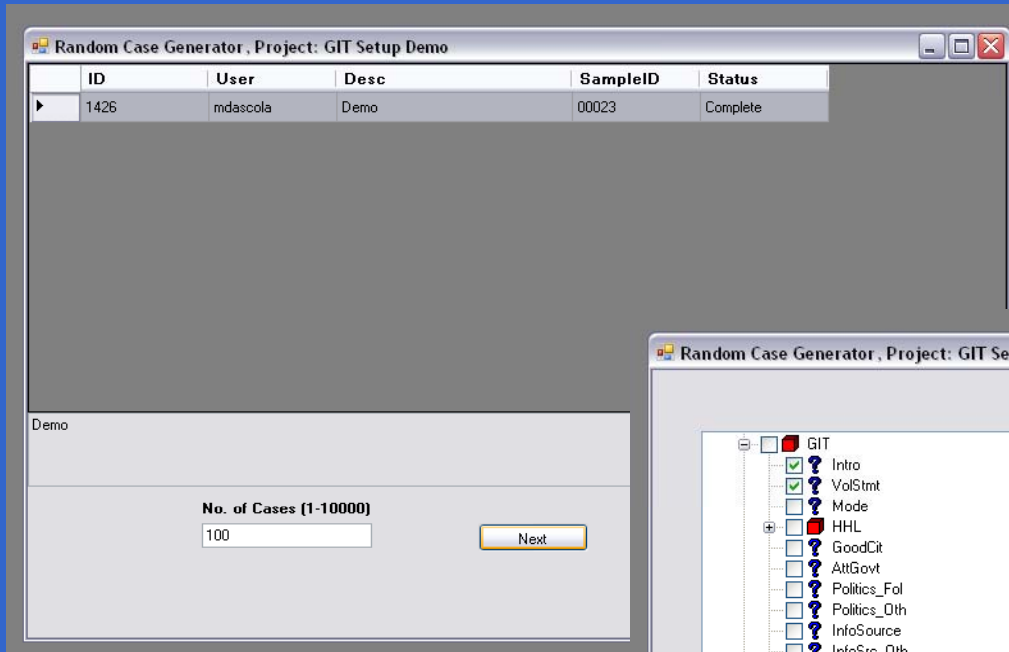 Random Case Generator , Project: GIT Setup Demo
ID User Desc SampleID Status
1426 mdascola Demo 00023 Complete
Demo
No. of Cases (1-10000)
100
Next
Random Case Generator , Project: GIT Se
GIT
Intro
VolStmt
Mode
HHL
GoodCit
AttGovt
Politics_Fol
Politics_Oth
InfoSource
InfoSrc_Oth